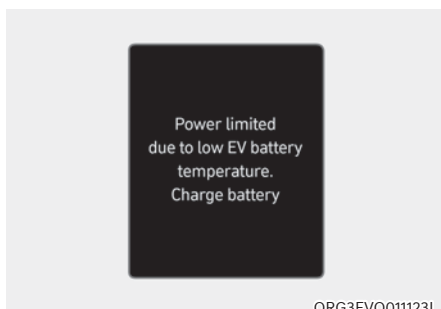 Power limited
due to low EV battery
temperature.
Charge battery